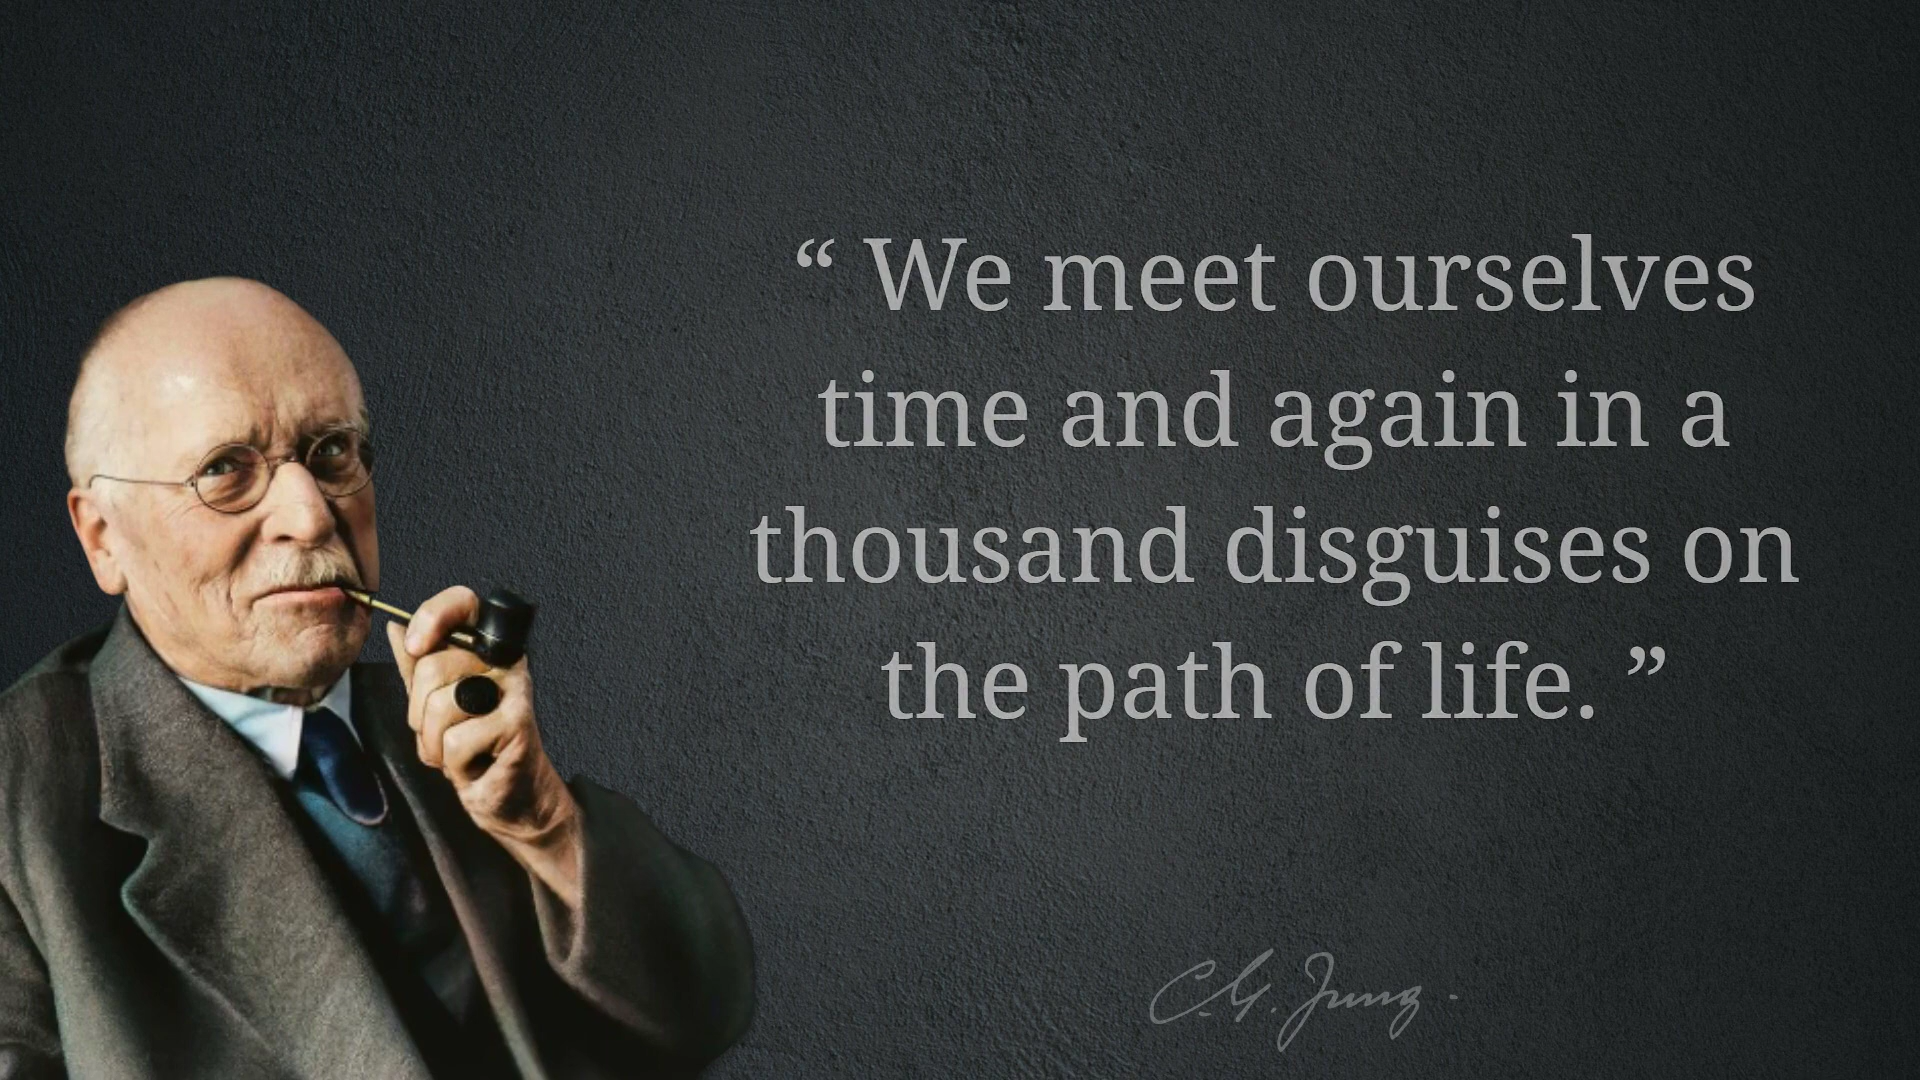 “ We meet ourselves
time and again in a
thousand disguises on
the path of life. ”
C.G. Jung.